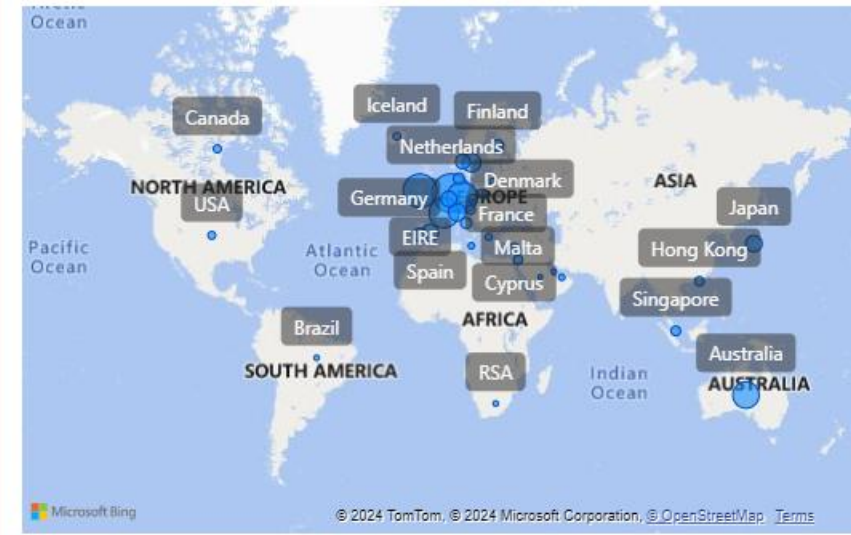 Ocean
Iceland
Finland
Canada
Netherlands
NORTH AMERICA
Germany
Denmark
ASIA
USA
France
Japan
Pacific
Ocean
Atlantic
Ocean
EIRE
Malta
Hong Kong
Spain
Cyprus
Singapore
AFRICA
Brazil
SOUTH AMERICA
RSA
Indian
Ocean
Australia
AUSTRALIA
Microsoft Bing
© 2024 TomTom, © 2024 Microsoft Corporation, © OpenStreetMap Terms